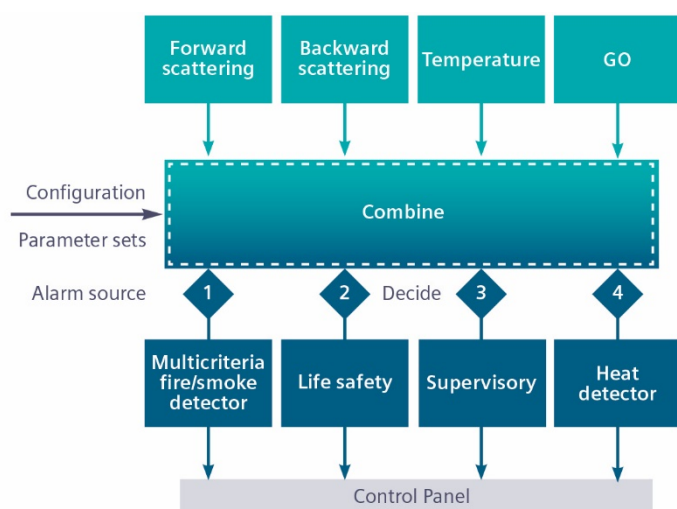 Forward
scattering
Backward
scattering
Temperature
GO
Configuration
Combine
Parameter sets
Alarm source
1
2
Decide
3
4
Multicriteria
fire/smoke
detector
Life safety
Supervisory
Heat
detector
Control Panel